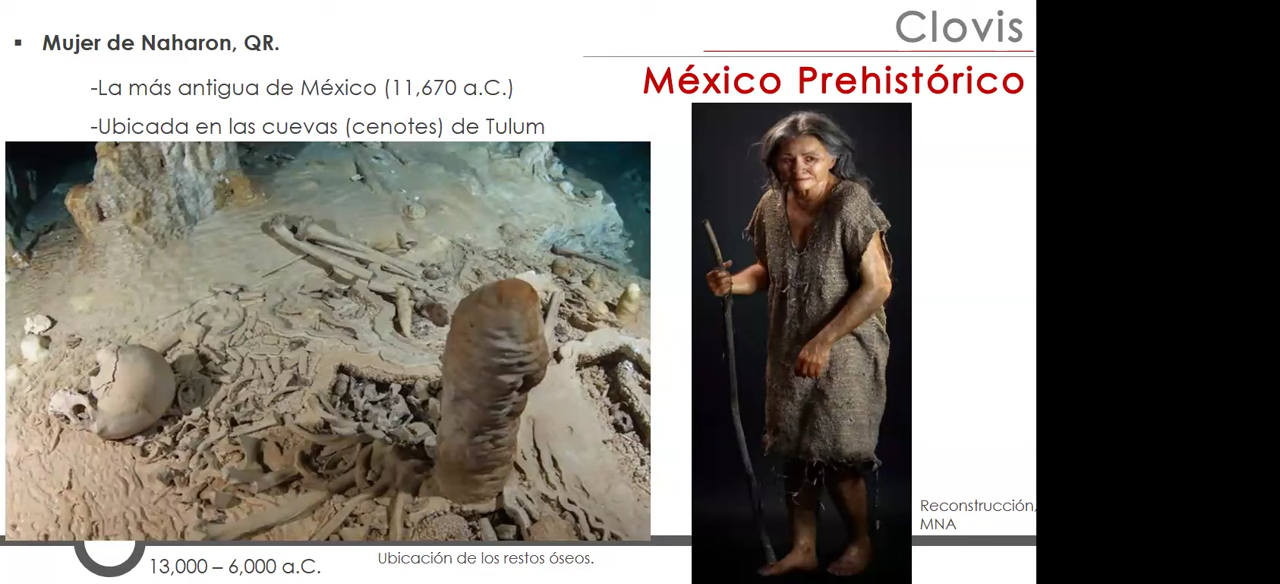 Clovis
México Prehistórico
▪ Mujer de Naharon, QR.
-La más antigua de México (11,670 a.C.)
-Ubicada en las cuevas (cenotes) de Tulum
Reconstrucción,
MNA
Ubicación de los restos óseos.
13,000 – 6,000 a.C.